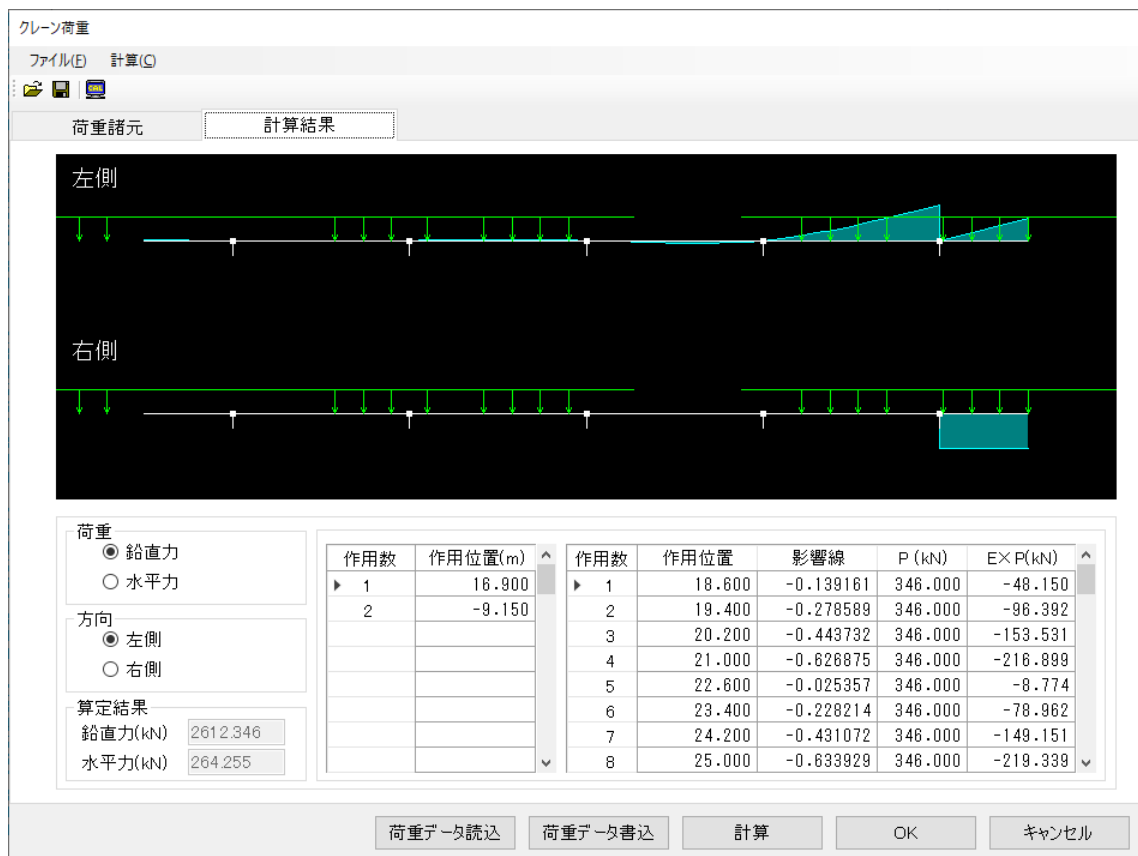 クレーン荷重
ファイル(F) 計算(C)
荷重諸元 計算結果
左側
右側
荷重
鉛直力
水平力
方向
左側
右側
算定結果
鉛直力(kN) 2612.346
水平力(kN) 264.255
作用数 作用位置(m)
1 16.900
2 -9.150
作用数 作用位置 影響線 P(kN) E×P(kN)
1 18.600 -0.139161 346.000 -48.150
2 19.400 -0.278589 346.000 -96.392
3 20.200 -0.443732 346.000 -153.531
4 21.000 -0.626875 346.000 -216.899
5 22.600 -0.025357 346.000 -8.774
6 23.400 -0.228214 346.000 -78.962
7 24.200 -0.431072 346.000 -149.151
8 25.000 -0.633929 346.000 -219.339
荷重データ読込 荷重データ書込 計算 OK キャンセル